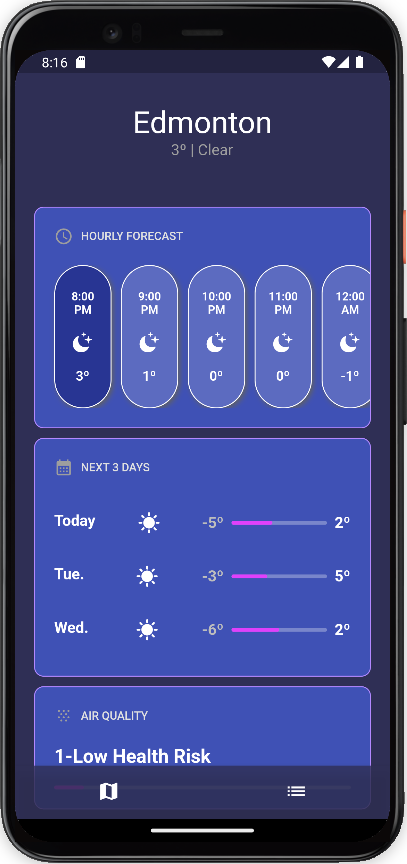 8:16
Edmonton
3º | Clear
HOURLY FORECAST
8:00 PM 9:00 PM 10:00 PM 11:00 PM 12:00 AM
3º 1º 0º 0º -1º
NEXT 3 DAYS
Today -5º 2º
Tue. -3º 5º
Wed. -6º 2º
AIR QUALITY
1-Low Health Risk